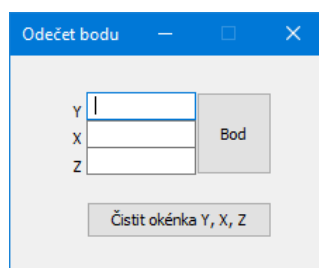 Odečet bodu
Y
X
Bod
Z
Čistit okénka Y, X, Z